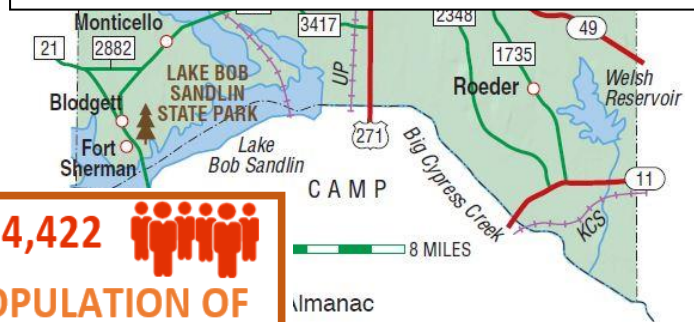 Monticello
3417
2348
49
21
2882
1735
UP
LAKE BOB
SANDLIN
STATE PARK
Roeder
Welsh
Reservoir
Blodgett
271
Fort
Sherman
Lake
Bob Sandlin
Big Cypress Creek
CAMP
11
KCS
4,422
8 MILES
OPULATION OF
Almanac